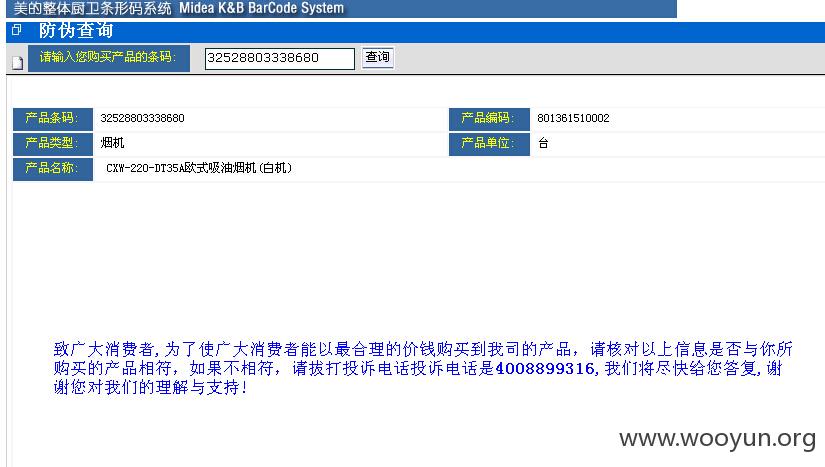 美的整体厨卫条形码系统 Midea K&B BarCode System
防伪查询
请输入您购买产品的条码: 32528803338680 查询
产品条码: 32528803338680 产品编码: 801361510002
产品类型: 烟机 产品单位: 台
产品名称: CXW-220-DT35A欧式吸油烟机(白机)
致广大消费者,为了使广大消费者能以最合理的价钱购买到我司的产品，请核对以上信息是否与你所
购买的产品相符，如果不相符，请拔打投诉电话投诉电话是4008899316,我们将尽快给您答复,谢
谢您对我们的理解与支持!
www.wooyun.org